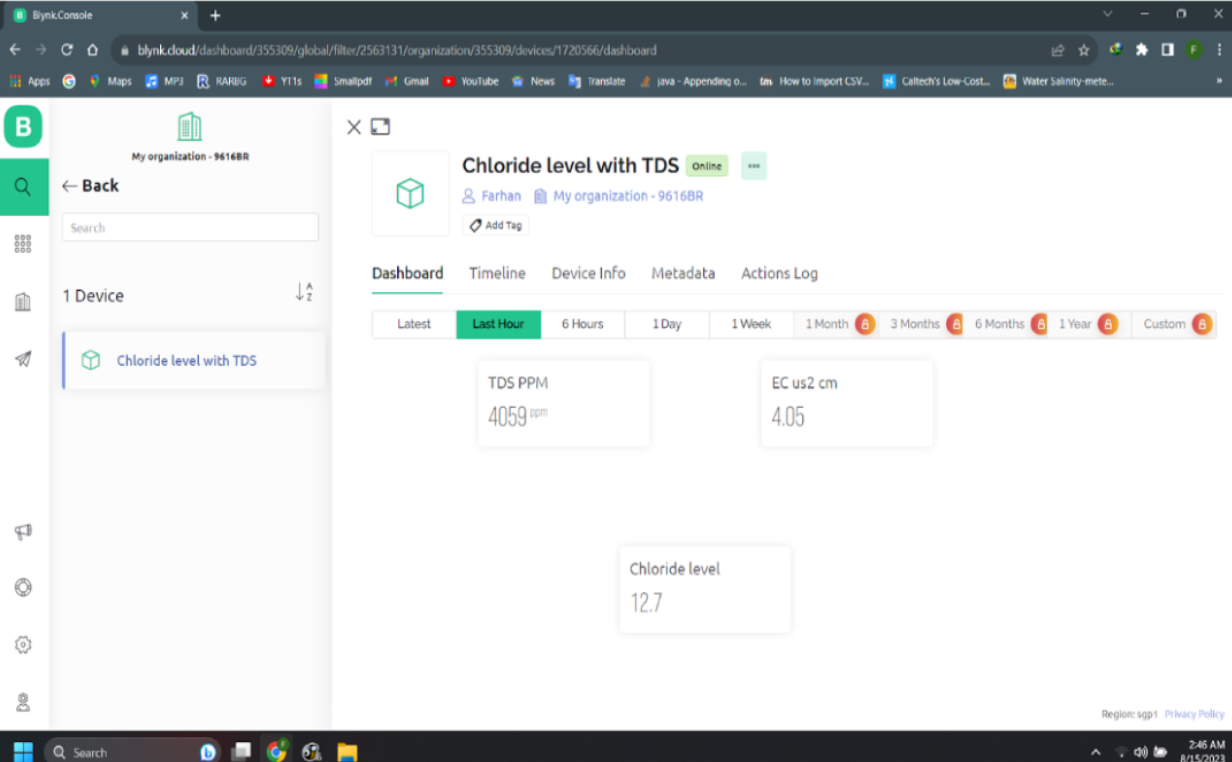 B Blynk.Console
blynk.cloud/dashboard/355309/global/filter/2563131/organization/355309/devices/1720566/dashboard
F
Apps
Maps
MP3
RARBG
YT1s
Smallpdf
Gmail
YouTube
News
Translate
java - Appending o...
tm How to Import CSV...
Caltech's Low-Cost...
Water Salinity-mete...
B
My organization - 9616BR
Back
Search
1 Device
A
Z
Chloride level with TDS
Chloride level with TDS Online
Farhan My organization - 9616BR
Add Tag
Dashboard Timeline Device Info Metadata Actions Log
Latest Last Hour 6 Hours 1 Day 1 Week 1 Month 3 Months 6 Months 1 Year Custom
TDS PPM
4059 ppm
EC us2 cm
4.05
Chloride level
12.7
Region: sgp1 Privacy Policy
Search
2:46 AM
8/15/2023